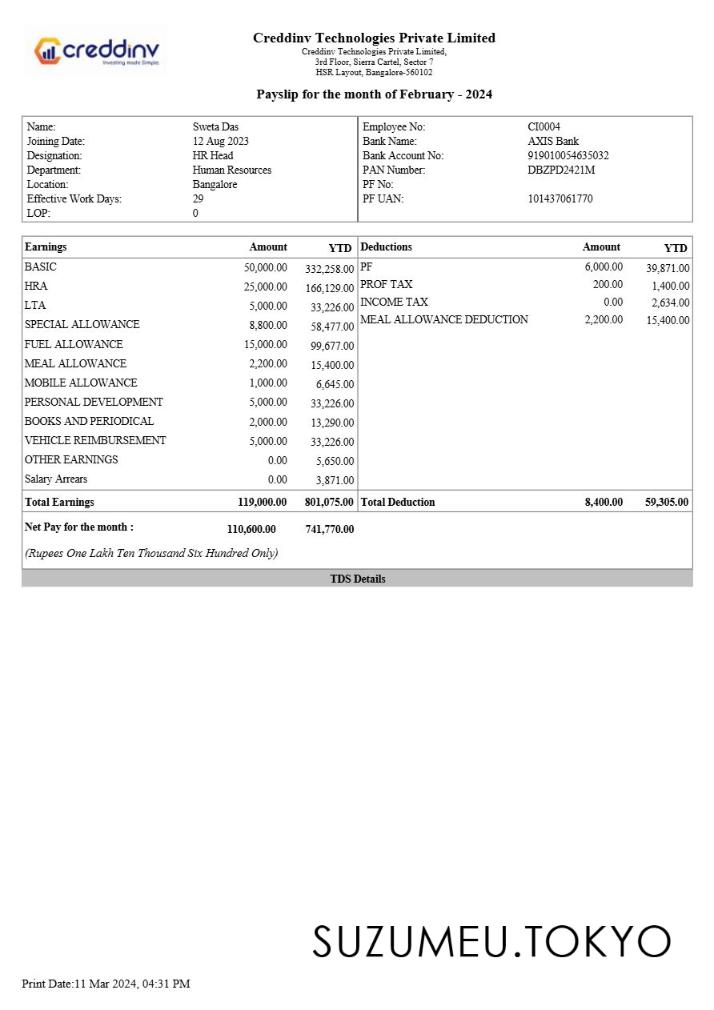 creddinv
Investing made Simple.
Creddinv Technologies Private Limited
Creddinv Technologies Private Limited,
3rd Floor, Sierra Cartel, Sector 7
HSR Layout, Bangalore-560102
Payslip for the month of February - 2024
Name: Sweta Das Employee No: CI0004
Joining Date: 12 Aug 2023 Bank Name: AXIS Bank
Designation: HR Head Bank Account No: 919010054635032
Department: Human Resources PAN Number: DBZPD2421M
Location: Bangalore PF No:
Effective Work Days: 29 PF UAN: 101437061770
LOP: 0
Earnings Amount YTD Deductions Amount YTD
BASIC 50,000.00 332,258.00 PF 6,000.00 39,871.00
HRA 25,000.00 166,129.00 PROF TAX 200.00 1,400.00
LTA 5,000.00 33,226.00 INCOME TAX 0.00 2,634.00
SPECIAL ALLOWANCE 8,800.00 58,477.00 MEAL ALLOWANCE DEDUCTION 2,200.00 15,400.00
FUEL ALLOWANCE 15,000.00 99,677.00
MEAL ALLOWANCE 2,200.00 15,400.00
MOBILE ALLOWANCE 1,000.00 6,645.00
PERSONAL DEVELOPMENT 5,000.00 33,226.00
BOOKS AND PERIODICAL 2,000.00 13,290.00
VEHICLE REIMBURSEMENT 5,000.00 33,226.00
OTHER EARNINGS 0.00 5,650.00
Salary Arrears 0.00 3,871.00
Total Earnings 119,000.00 801,075.00 Total Deduction 8,400.00 59,305.00
Net Pay for the month : 110,600.00 741,770.00
(Rupees One Lakh Ten Thousand Six Hundred Only)
TDS Details
SUZUMEU.TOKYO
Print Date:11 Mar 2024, 04:31 PM